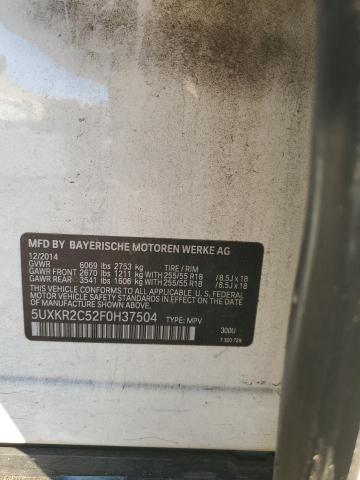 MFD BY BAYERISCHE MOTOREN WERKE AG
12/2014
GVWR 6069 lbs 2753 kg TIRE / RIM
GAWR FRONT 2670 lbs 1211 kg 255/55 R18 /8.5J x 18
GAWR REAR 3541 lbs 1606 kg 255/55 R18 /8.5J x 18
THIS VEHICLE CONFORMS TO ALL APPLICABLE U.S. FEDERAL
MOTOR VEHICLE SAFETY STANDARDS IN EFFECT ON THE
DATE OF MANUFACTURE SHOWN ABOVE.
5UXKR2C52F0H37504 TYPE: MPV
300U
7 320 728